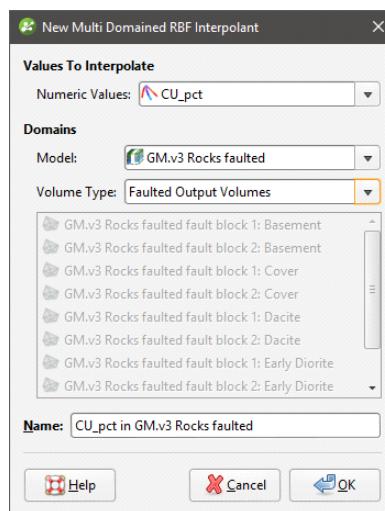 New Multi Domained RBF Interpolant
Values To Interpolate
Numeric Values: CU_pct
Domains
Model: GM.v3 Rocks faulted
Volume Type: Faulted Output Volumes
GM.v3 Rocks faulted fault block 1: Basement
GM.v3 Rocks faulted fault block 2: Basement
GM.v3 Rocks faulted fault block 1: Cover
GM.v3 Rocks faulted fault block 2: Cover
GM.v3 Rocks faulted fault block 1: Dacite
GM.v3 Rocks faulted fault block 2: Dacite
GM.v3 Rocks faulted fault block 1: Early Diorite
GM.v3 Rocks faulted fault block 2: Early Diorite
Name: CU_pct in GM.v3 Rocks faulted
Help Cancel OK